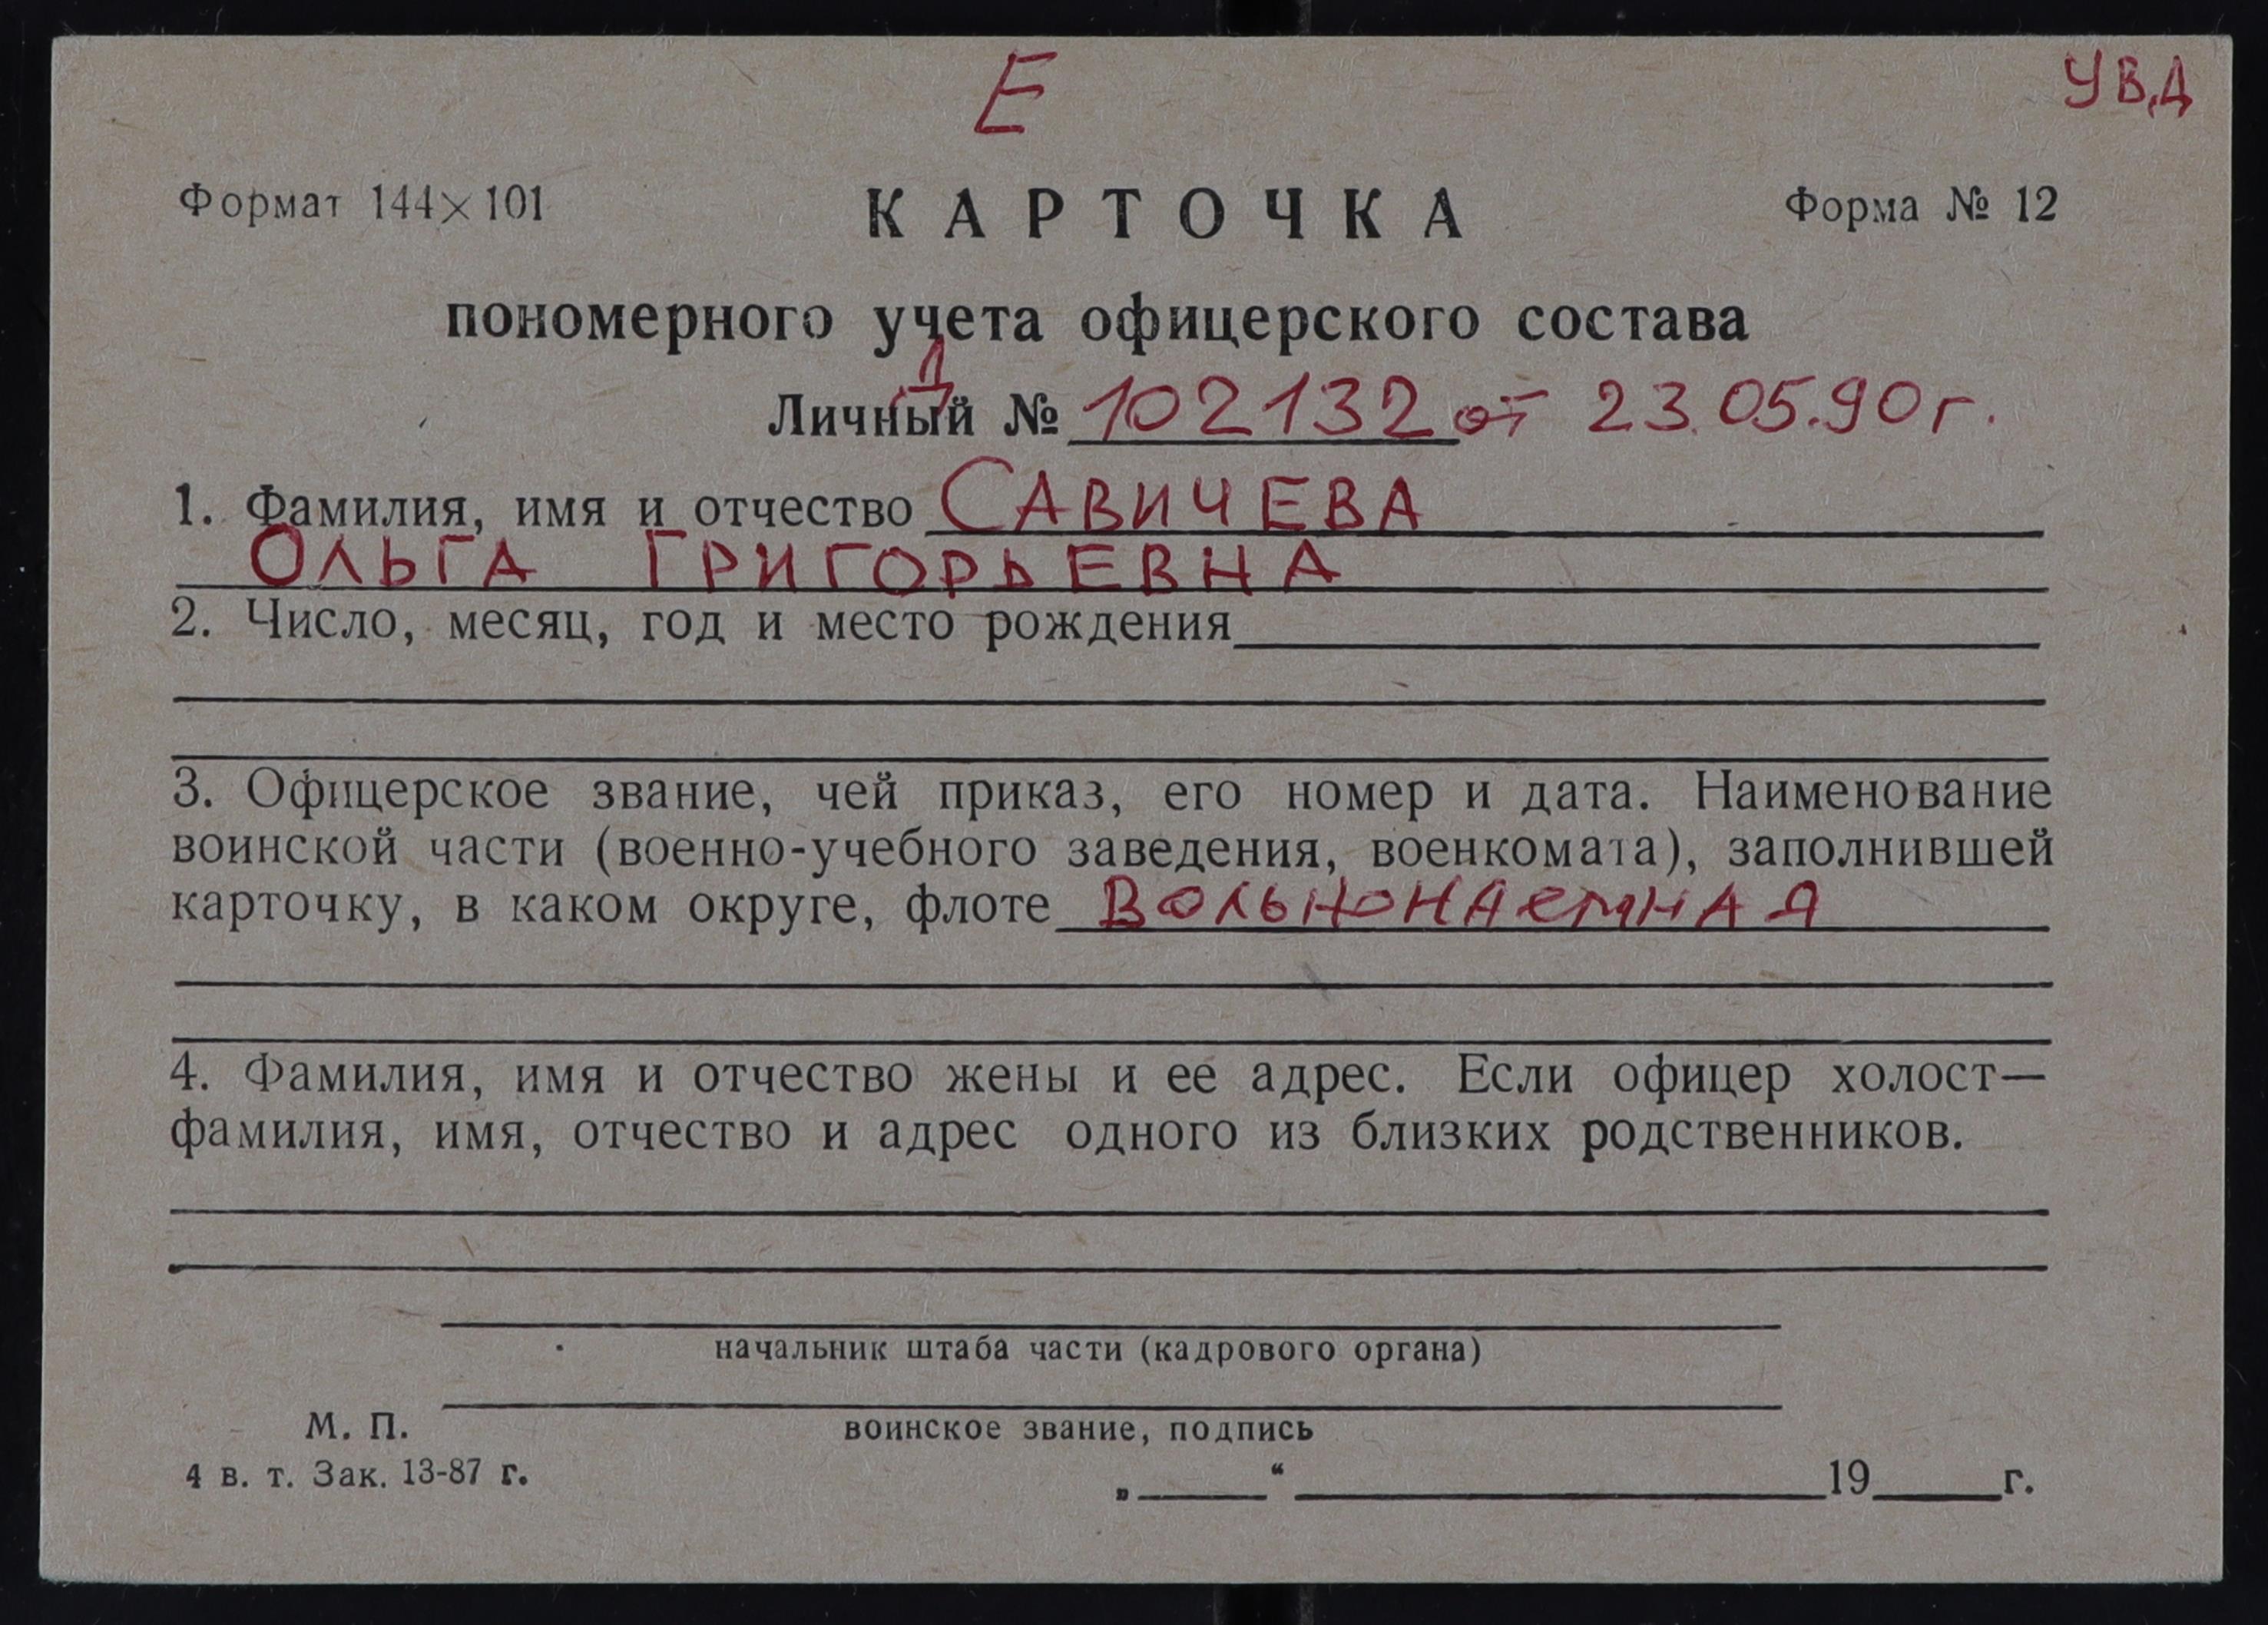 Е
УВД
Формат 144×101
КАРТОЧКА
Форма № 12
пономерного учета офицерского состава
Д
Личный № 102132 от 23.05.90 г.
1. Фамилия, имя и отчество САВИЧЕВА
ОЛЬГА ГРИГОРЬЕВНА
2. Число, месяц, год и место рождения
3. Офицерское звание, чей приказ, его номер и дата. Наименование
воинской части (военно-учебного заведения, военкомата), заполнившей
карточку, в каком округе, флоте ВОЛЬНОНАЕМНАЯ
4. Фамилия, имя и отчество жены и ее адрес. Если офицер холост—
фамилия, имя, отчество и адрес одного из близких родственников.
начальник штаба части (кадрового органа)
М. П.
воинское звание, подпись
4 в. т. Зак. 13-87 г.
„ “ 19 г.